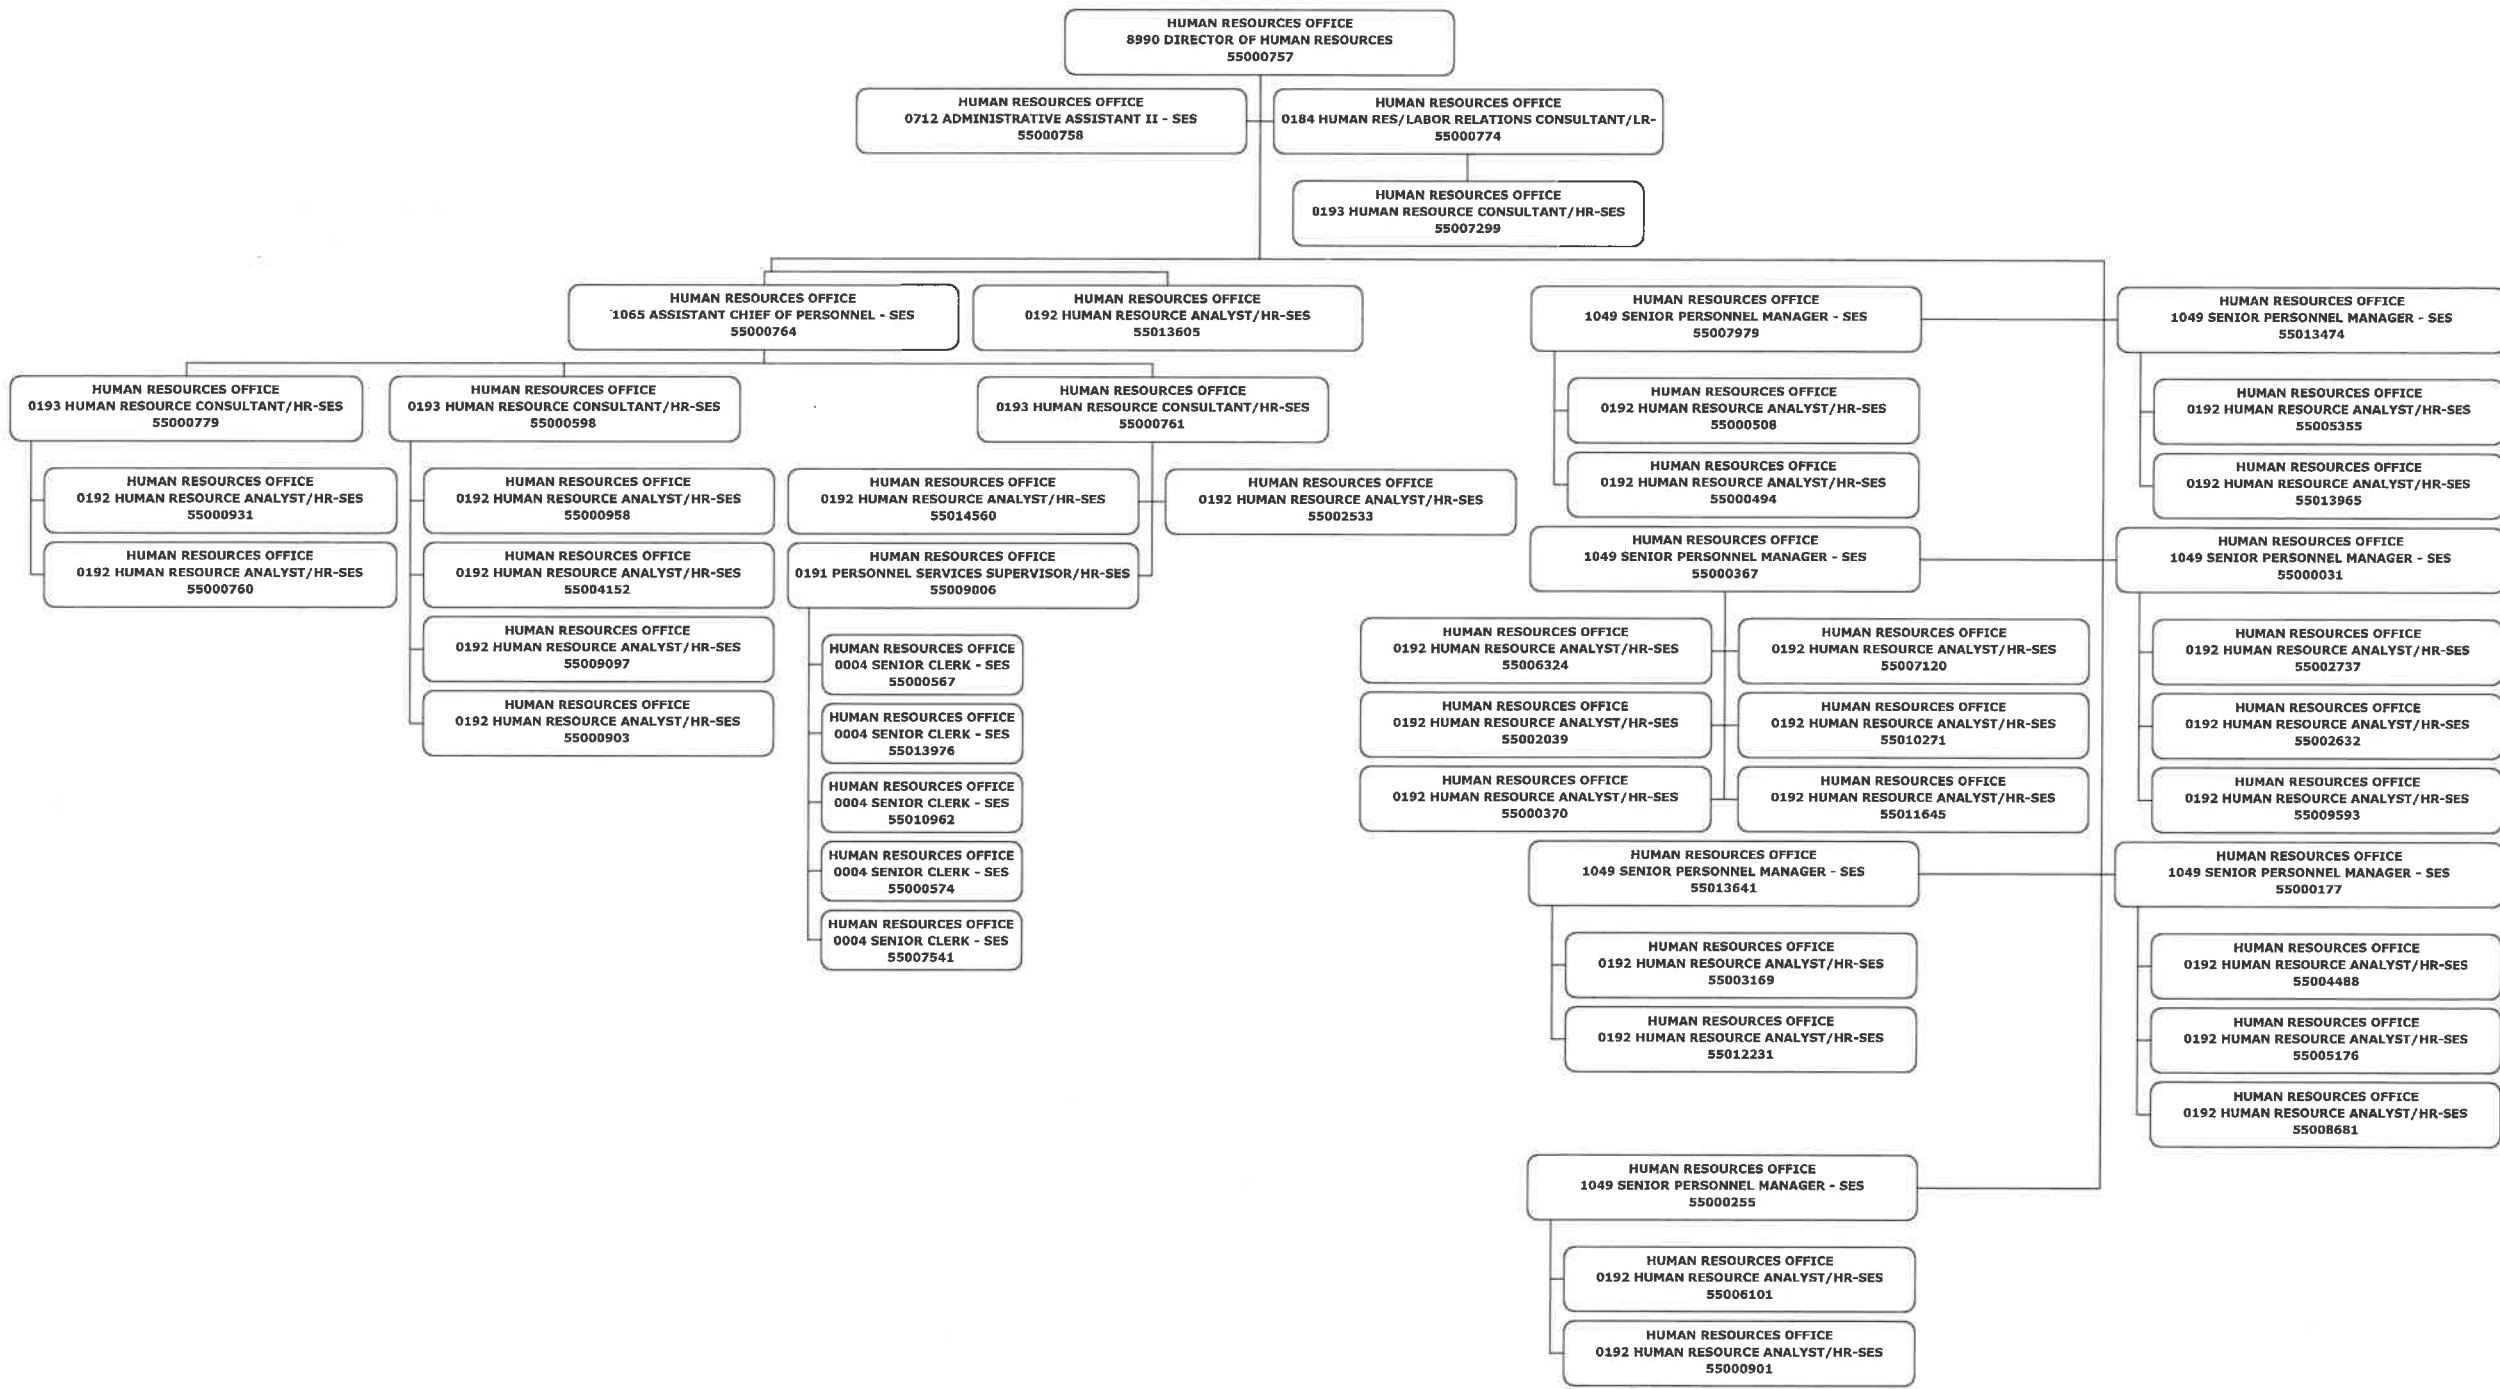 HUMAN RESOURCES OFFICE
8990 DIRECTOR OF HUMAN RESOURCES
55000757
HUMAN RESOURCES OFFICE
0712 ADMINISTRATIVE ASSISTANT II - SES
55000758
HUMAN RESOURCES OFFICE
0184 HUMAN RES/LABOR RELATIONS CONSULTANT/LR-
55000774
HUMAN RESOURCES OFFICE
0193 HUMAN RESOURCE CONSULTANT/HR-SES
55007299
HUMAN RESOURCES OFFICE
1065 ASSISTANT CHIEF OF PERSONNEL - SES
55000764
HUMAN RESOURCES OFFICE
0192 HUMAN RESOURCE ANALYST/HR-SES
55013605
HUMAN RESOURCES OFFICE
0193 HUMAN RESOURCE CONSULTANT/HR-SES
55000779
HUMAN RESOURCES OFFICE
0192 HUMAN RESOURCE ANALYST/HR-SES
55000931
HUMAN RESOURCES OFFICE
0192 HUMAN RESOURCE ANALYST/HR-SES
55000760
HUMAN RESOURCES OFFICE
0193 HUMAN RESOURCE CONSULTANT/HR-SES
55000598
HUMAN RESOURCES OFFICE
0192 HUMAN RESOURCE ANALYST/HR-SES
55000958
HUMAN RESOURCES OFFICE
0192 HUMAN RESOURCE ANALYST/HR-SES
55004152
HUMAN RESOURCES OFFICE
0192 HUMAN RESOURCE ANALYST/HR-SES
55009097
HUMAN RESOURCES OFFICE
0192 HUMAN RESOURCE ANALYST/HR-SES
55000903
HUMAN RESOURCES OFFICE
0193 HUMAN RESOURCE CONSULTANT/HR-SES
55000761
HUMAN RESOURCES OFFICE
0192 HUMAN RESOURCE ANALYST/HR-SES
55014560
HUMAN RESOURCES OFFICE
0192 HUMAN RESOURCE ANALYST/HR-SES
55002533
HUMAN RESOURCES OFFICE
0191 PERSONNEL SERVICES SUPERVISOR/HR-SES
55009006
HUMAN RESOURCES OFFICE
0004 SENIOR CLERK - SES
55000567
HUMAN RESOURCES OFFICE
0004 SENIOR CLERK - SES
55013976
HUMAN RESOURCES OFFICE
0004 SENIOR CLERK - SES
55010962
HUMAN RESOURCES OFFICE
0004 SENIOR CLERK - SES
55000574
HUMAN RESOURCES OFFICE
0004 SENIOR CLERK - SES
55007541
HUMAN RESOURCES OFFICE
1049 SENIOR PERSONNEL MANAGER - SES
55007979
HUMAN RESOURCES OFFICE
0192 HUMAN RESOURCE ANALYST/HR-SES
55000508
HUMAN RESOURCES OFFICE
0192 HUMAN RESOURCE ANALYST/HR-SES
55000494
HUMAN RESOURCES OFFICE
1049 SENIOR PERSONNEL MANAGER - SES
55013474
HUMAN RESOURCES OFFICE
0192 HUMAN RESOURCE ANALYST/HR-SES
55005355
HUMAN RESOURCES OFFICE
0192 HUMAN RESOURCE ANALYST/HR-SES
55013965
HUMAN RESOURCES OFFICE
1049 SENIOR PERSONNEL MANAGER - SES
55000367
HUMAN RESOURCES OFFICE
0192 HUMAN RESOURCE ANALYST/HR-SES
55006324
HUMAN RESOURCES OFFICE
0192 HUMAN RESOURCE ANALYST/HR-SES
55007120
HUMAN RESOURCES OFFICE
0192 HUMAN RESOURCE ANALYST/HR-SES
55002039
HUMAN RESOURCES OFFICE
0192 HUMAN RESOURCE ANALYST/HR-SES
55010271
HUMAN RESOURCES OFFICE
0192 HUMAN RESOURCE ANALYST/HR-SES
55000370
HUMAN RESOURCES OFFICE
0192 HUMAN RESOURCE ANALYST/HR-SES
55011645
HUMAN RESOURCES OFFICE
1049 SENIOR PERSONNEL MANAGER - SES
55000031
HUMAN RESOURCES OFFICE
0192 HUMAN RESOURCE ANALYST/HR-SES
55002737
HUMAN RESOURCES OFFICE
0192 HUMAN RESOURCE ANALYST/HR-SES
55002632
HUMAN RESOURCES OFFICE
0192 HUMAN RESOURCE ANALYST/HR-SES
55009593
HUMAN RESOURCES OFFICE
1049 SENIOR PERSONNEL MANAGER - SES
55013641
HUMAN RESOURCES OFFICE
0192 HUMAN RESOURCE ANALYST/HR-SES
55003169
HUMAN RESOURCES OFFICE
0192 HUMAN RESOURCE ANALYST/HR-SES
55012231
HUMAN RESOURCES OFFICE
1049 SENIOR PERSONNEL MANAGER - SES
55000177
HUMAN RESOURCES OFFICE
0192 HUMAN RESOURCE ANALYST/HR-SES
55004488
HUMAN RESOURCES OFFICE
0192 HUMAN RESOURCE ANALYST/HR-SES
55005176
HUMAN RESOURCES OFFICE
0192 HUMAN RESOURCE ANALYST/HR-SES
55008681
HUMAN RESOURCES OFFICE
1049 SENIOR PERSONNEL MANAGER - SES
55000255
HUMAN RESOURCES OFFICE
0192 HUMAN RESOURCE ANALYST/HR-SES
55006101
HUMAN RESOURCES OFFICE
0192 HUMAN RESOURCE ANALYST/HR-SES
55000901